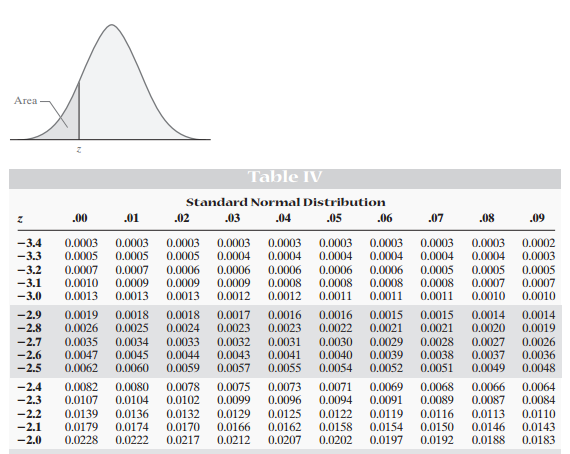 Area
z
Table IV
Standard Normal Distribution
z .00 .01 .02 .03 .04 .05 .06 .07 .08 .09
−3.4 0.0003 0.0003 0.0003 0.0003 0.0003 0.0003 0.0003 0.0003 0.0003 0.0002
−3.3 0.0005 0.0005 0.0005 0.0004 0.0004 0.0004 0.0004 0.0004 0.0004 0.0003
−3.2 0.0007 0.0007 0.0006 0.0006 0.0006 0.0006 0.0006 0.0005 0.0005 0.0005
−3.1 0.0010 0.0009 0.0009 0.0009 0.0008 0.0008 0.0008 0.0008 0.0007 0.0007
−3.0 0.0013 0.0013 0.0013 0.0012 0.0012 0.0011 0.0011 0.0011 0.0010 0.0010
−2.9 0.0019 0.0018 0.0018 0.0017 0.0016 0.0016 0.0015 0.0015 0.0014 0.0014
−2.8 0.0026 0.0025 0.0024 0.0023 0.0023 0.0022 0.0021 0.0021 0.0020 0.0019
−2.7 0.0035 0.0034 0.0033 0.0032 0.0031 0.0030 0.0029 0.0028 0.0027 0.0026
−2.6 0.0047 0.0045 0.0044 0.0043 0.0041 0.0040 0.0039 0.0038 0.0037 0.0036
−2.5 0.0062 0.0060 0.0059 0.0057 0.0055 0.0054 0.0052 0.0051 0.0049 0.0048
−2.4 0.0082 0.0080 0.0078 0.0075 0.0073 0.0071 0.0069 0.0068 0.0066 0.0064
−2.3 0.0107 0.0104 0.0102 0.0099 0.0096 0.0094 0.0091 0.0089 0.0087 0.0084
−2.2 0.0139 0.0136 0.0132 0.0129 0.0125 0.0122 0.0119 0.0116 0.0113 0.0110
−2.1 0.0179 0.0174 0.0170 0.0166 0.0162 0.0158 0.0154 0.0150 0.0146 0.0143
−2.0 0.0228 0.0222 0.0217 0.0212 0.0207 0.0202 0.0197 0.0192 0.0188 0.0183